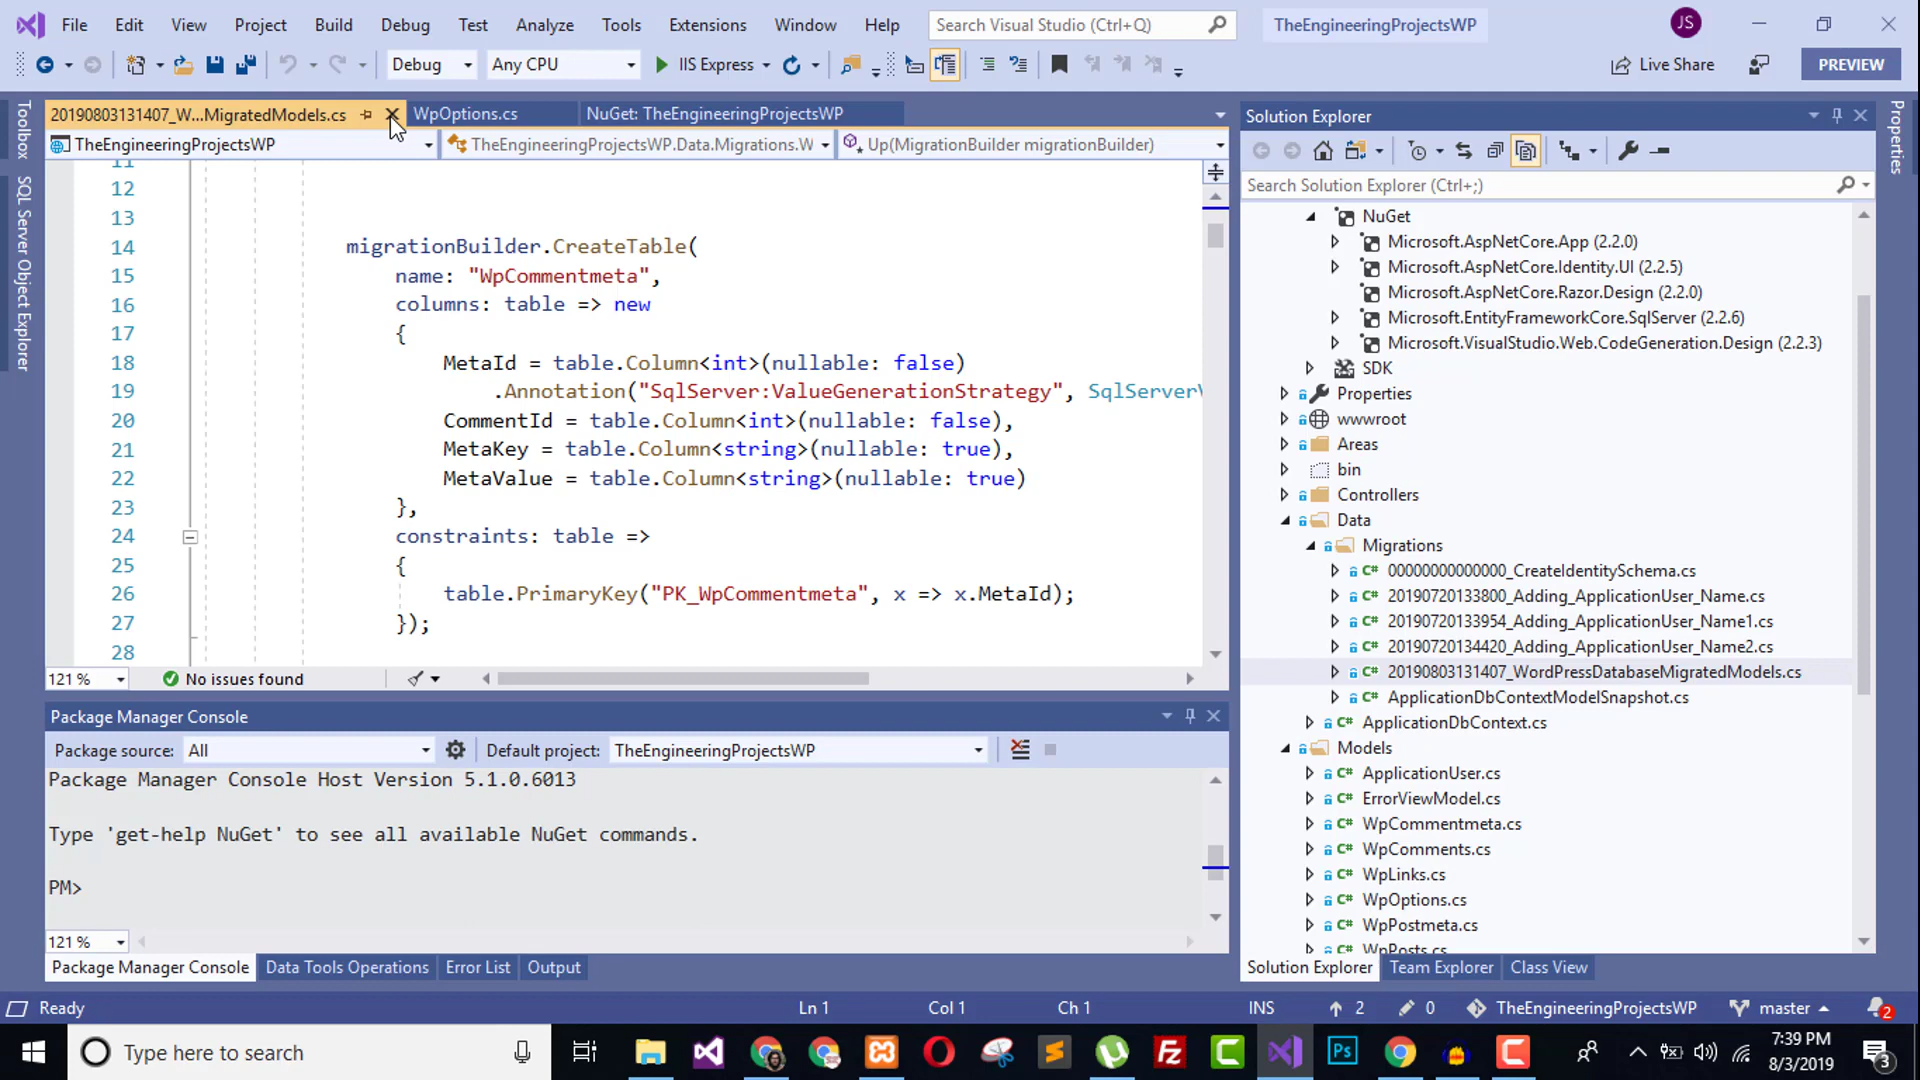 File Edit View Project Build Debug Test Analyze Tools Extensions Window Help Search Visual Studio (Ctrl+Q) TheEngineeringProjectsWP JS
Debug Any CPU IIS Express Live Share PREVIEW
20190803131407_W...MigratedModels.cs WpOptions.cs NuGet: TheEngineeringProjectsWP
TheEngineeringProjectsWP TheEngineeringProjectsWP.Data.Migrations.W Up(MigrationBuilder migrationBuilder)
Toolbox
SQL Server Object Explorer
11
12
13
14 migrationBuilder.CreateTable(
15 name: "WpCommentmeta",
16 columns: table => new
17 {
18 MetaId = table.Column<int>(nullable: false)
19 .Annotation("SqlServer:ValueGenerationStrategy", SqlServerV
20 CommentId = table.Column<int>(nullable: false),
21 MetaKey = table.Column<string>(nullable: true),
22 MetaValue = table.Column<string>(nullable: true)
23 },
24 constraints: table =>
25 {
26 table.PrimaryKey("PK_WpCommentmeta", x => x.MetaId);
27 });
28
121 % No issues found
Package Manager Console
Package source: All Default project: TheEngineeringProjectsWP
Package Manager Console Host Version 5.1.0.6013
Type 'get-help NuGet' to see all available NuGet commands.
PM>
121 %
Package Manager Console Data Tools Operations Error List Output
Solution Explorer
Search Solution Explorer (Ctrl+;)
NuGet
Microsoft.AspNetCore.App (2.2.0)
Microsoft.AspNetCore.Identity.UI (2.2.5)
Microsoft.AspNetCore.Razor.Design (2.2.0)
Microsoft.EntityFrameworkCore.SqlServer (2.2.6)
Microsoft.VisualStudio.Web.CodeGeneration.Design (2.2.3)
SDK
Properties
wwwroot
Areas
bin
Controllers
Data
Migrations
C# 00000000000000_CreateIdentitySchema.cs
C# 20190720133800_Adding_ApplicationUser_Name.cs
C# 20190720133954_Adding_ApplicationUser_Name1.cs
C# 20190720134420_Adding_ApplicationUser_Name2.cs
C# 20190803131407_WordPressDatabaseMigratedModels.cs
C# ApplicationDbContextModelSnapshot.cs
C# ApplicationDbContext.cs
Models
C# ApplicationUser.cs
C# ErrorViewModel.cs
C# WpCommentmeta.cs
C# WpComments.cs
C# WpLinks.cs
C# WpOptions.cs
C# WpPostmeta.cs
C# WpPosts.cs
Solution Explorer Team Explorer Class View
Properties
Ready Ln 1 Col 1 Ch 1 INS 2 0 TheEngineeringProjectsWP master 2
Type here to search Ps 7:39 PM
8/3/2019 3